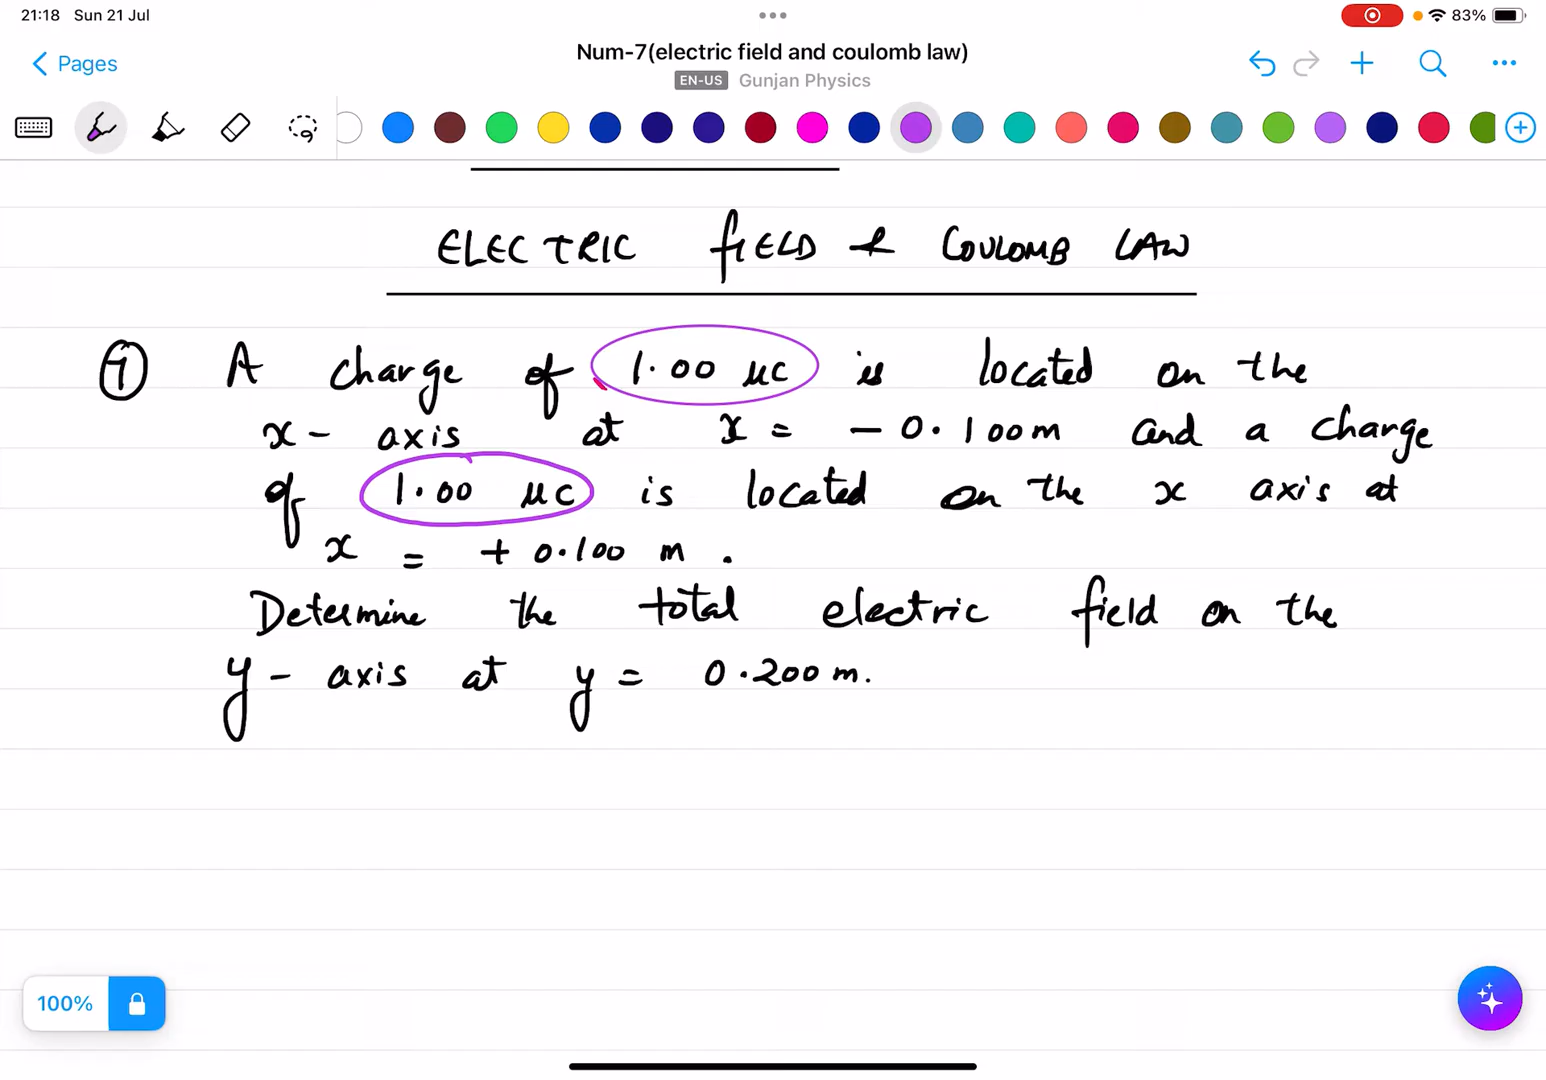 21:18 Sun 21 Jul
83%
Pages
Num-7(electric field and coulomb law)
EN-US Gunjan Physics
ELECTRIC FIELD & COULOMB LAW
7 A charge of 1.00 μc is located on the
x- axis at x = - 0.100m and a charge
of 1.00 μc is located on the x axis at
x = + 0.100 m .
Determine the total electric field on the
y- axis at y = 0.200m.
100%